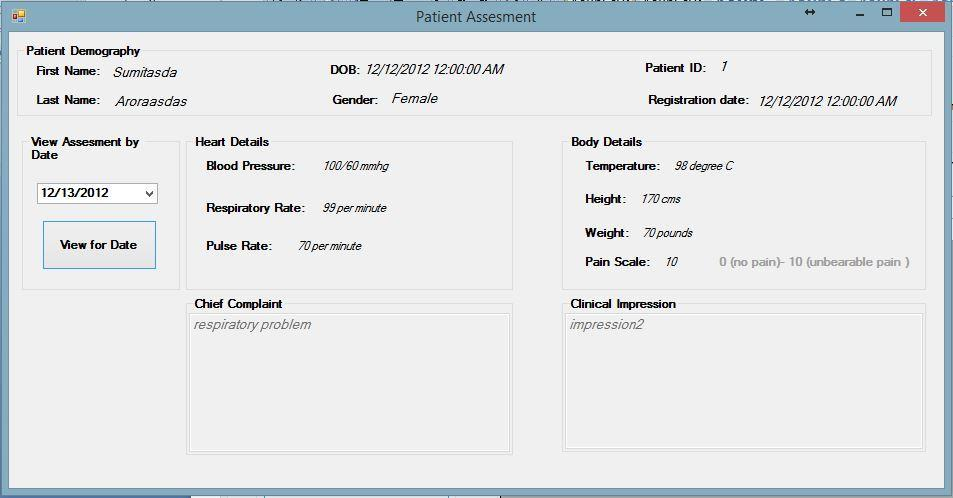 Patient Assesment
Patient Demography
First Name: Sumitasda
DOB: 12/12/2012 12:00:00 AM
Patient ID: 1
Last Name: Aroraasdas
Gender: Female
Registration date: 12/12/2012 12:00:00 AM
View Assesment by
Date
12/13/2012
View for Date
Heart Details
Blood Pressure: 100/60 mmhg
Respiratory Rate: 99 per minute
Pulse Rate: 70 per minute
Body Details
Temperature: 98 degree C
Height: 170 cms
Weight: 70 pounds
Pain Scale: 10 0 (no pain)- 10 (unbearable pain )
Chief Complaint
respiratory problem
Clinical Impression
impression2